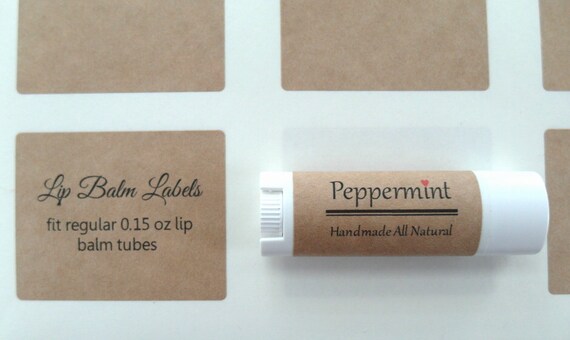 Lip Balm Labels
fit regular 0.15 oz lip
balm tubes
Peppermint
Handmade All Natural